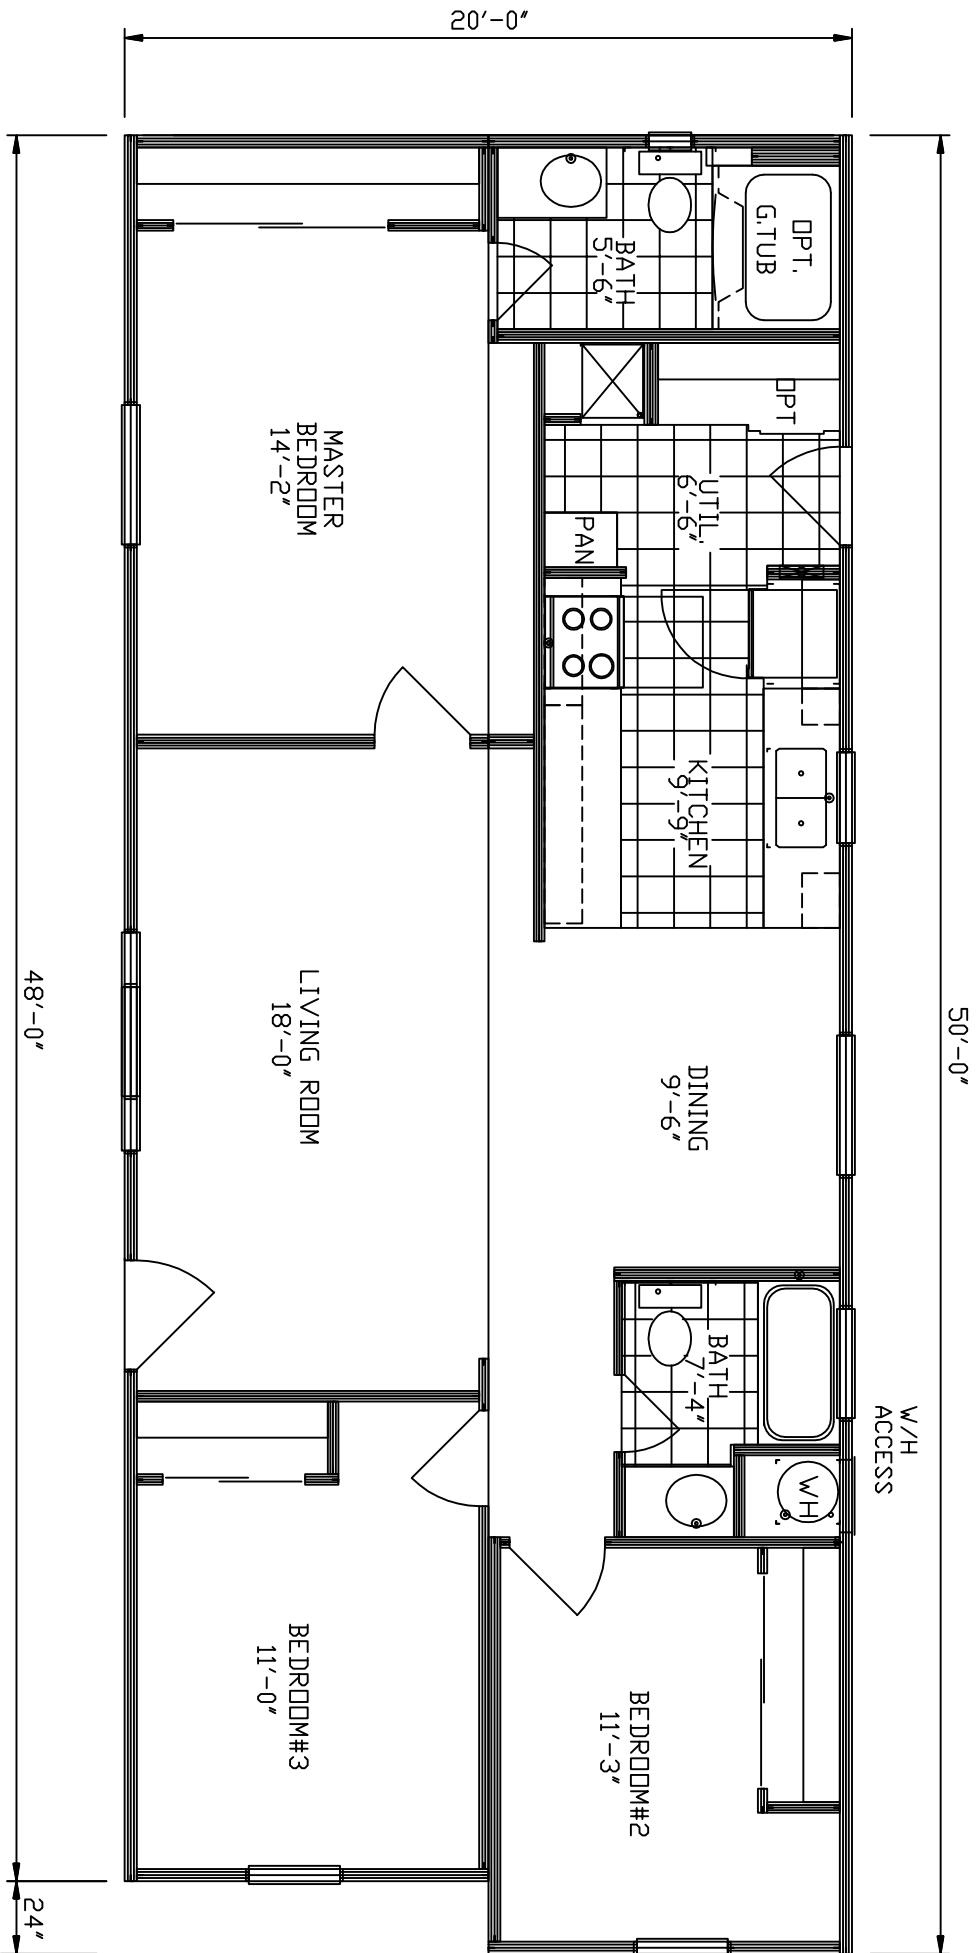 20'-0"
50'-0"
48'-0"
24"
OPT.
G.TUB
BATH
5'-6"
OPT
UTIL.
6'-6"
PAN
MASTER
BEDROOM
14'-2"
KITCHEN
9'-9"
LIVING ROOM
18'-0"
DINING
9'-6"
BATH
7'-4"
W/H
ACCESS
WH
BEDROOM#3
11'-0"
BEDROOM#2
11'-3"